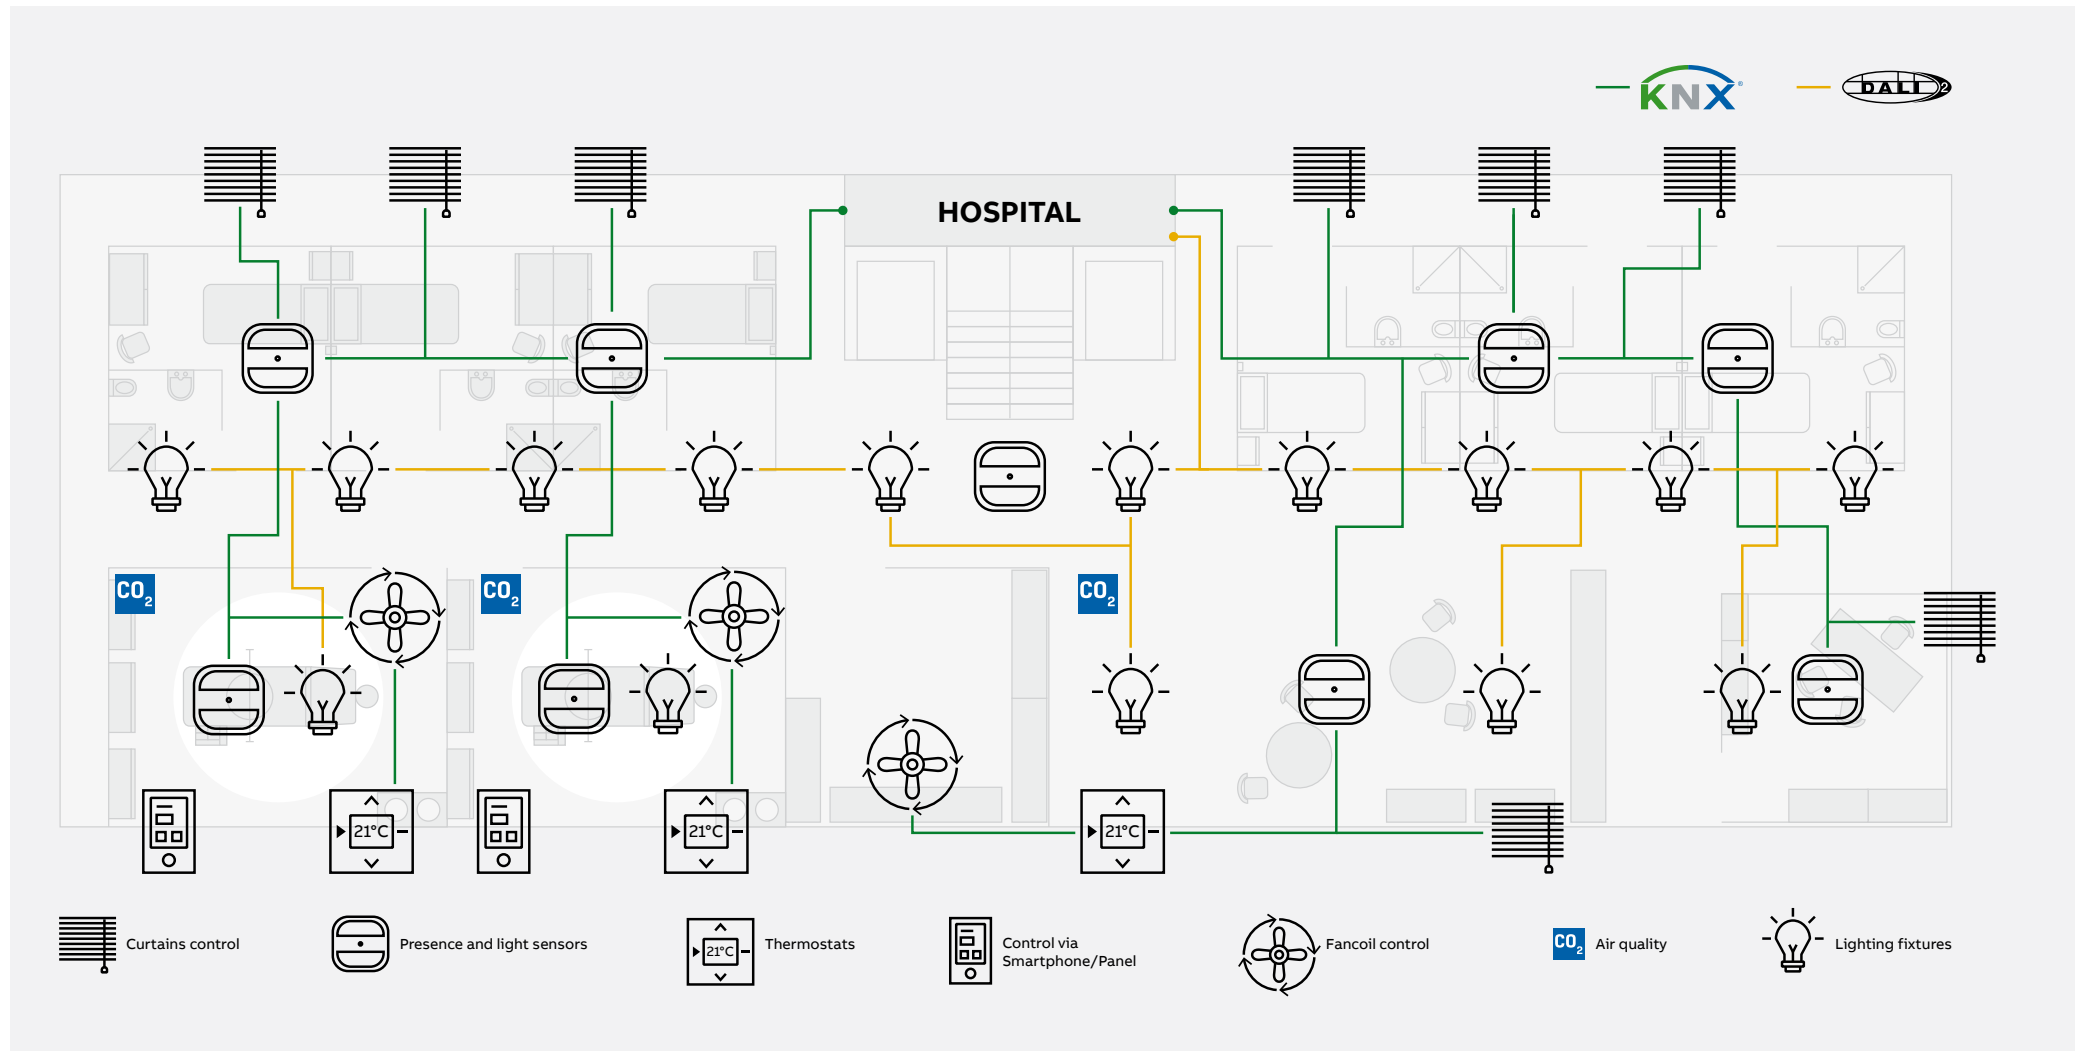 KNX®
DALI 2
HOSPITAL
CO2
CO2
CO2
21°C
21°C
21°C
Curtains control
Presence and light sensors
21°C
Thermostats
Control via
Smartphone/Panel
Fancoil control
CO2
Air quality
Lighting fixtures